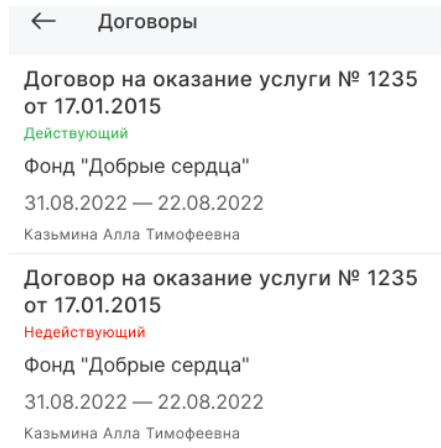 Договоры
Договор на оказание услуги № 1235
от 17.01.2015
Действующий
Фонд "Добрые сердца"
31.08.2022 — 22.08.2022
Казьмина Алла Тимофеевна
Договор на оказание услуги № 1235
от 17.01.2015
Недействующий
Фонд "Добрые сердца"
31.08.2022 — 22.08.2022
Казьмина Алла Тимофеевна